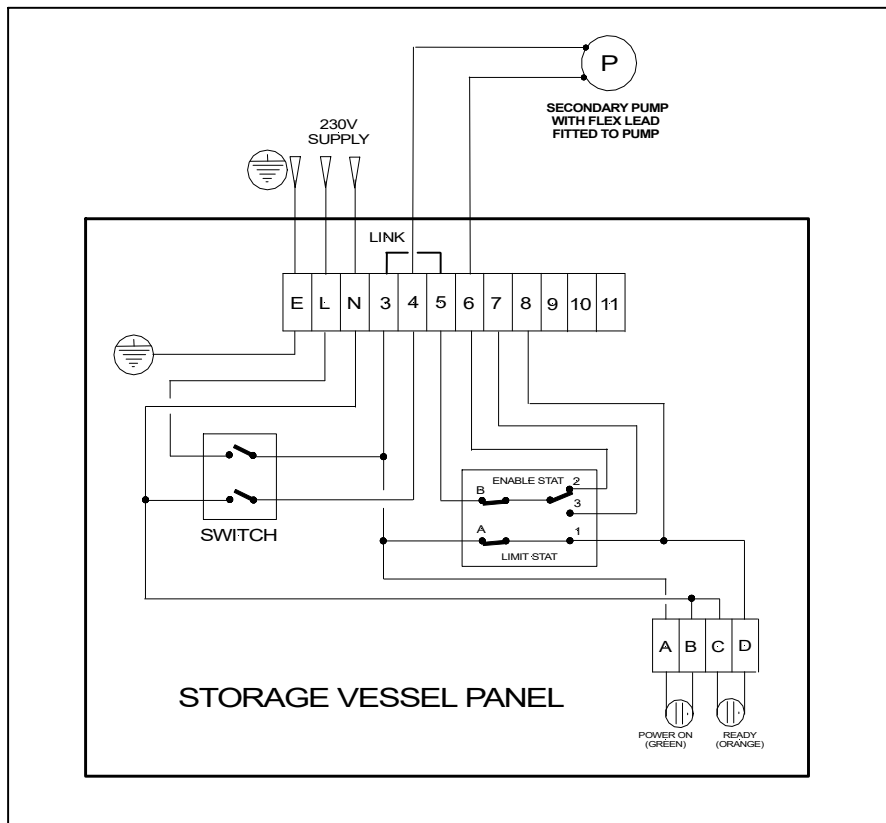 P
SECONDARY PUMP
WITH FLEX LEAD
FITTED TO PUMP
230V
SUPPLY
LINK
E L N 3 4 5 6 7 8 9 10 11
ENABLE STAT 2
B
3
A 1
LIMIT STAT
SWITCH
A B C D
STORAGE VESSEL PANEL
POWER ON
(GREEN)
READY
(ORANGE)